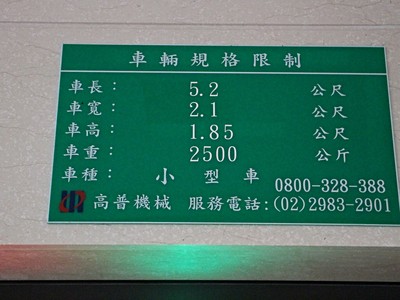 車輛規格限制
車長： 5.2 公尺
車寬： 2.1 公尺
車高： 1.85 公尺
車重： 2500 公斤
車種： 小型車
0800-328-388
高普機械 服務電話:(02)2983-2901